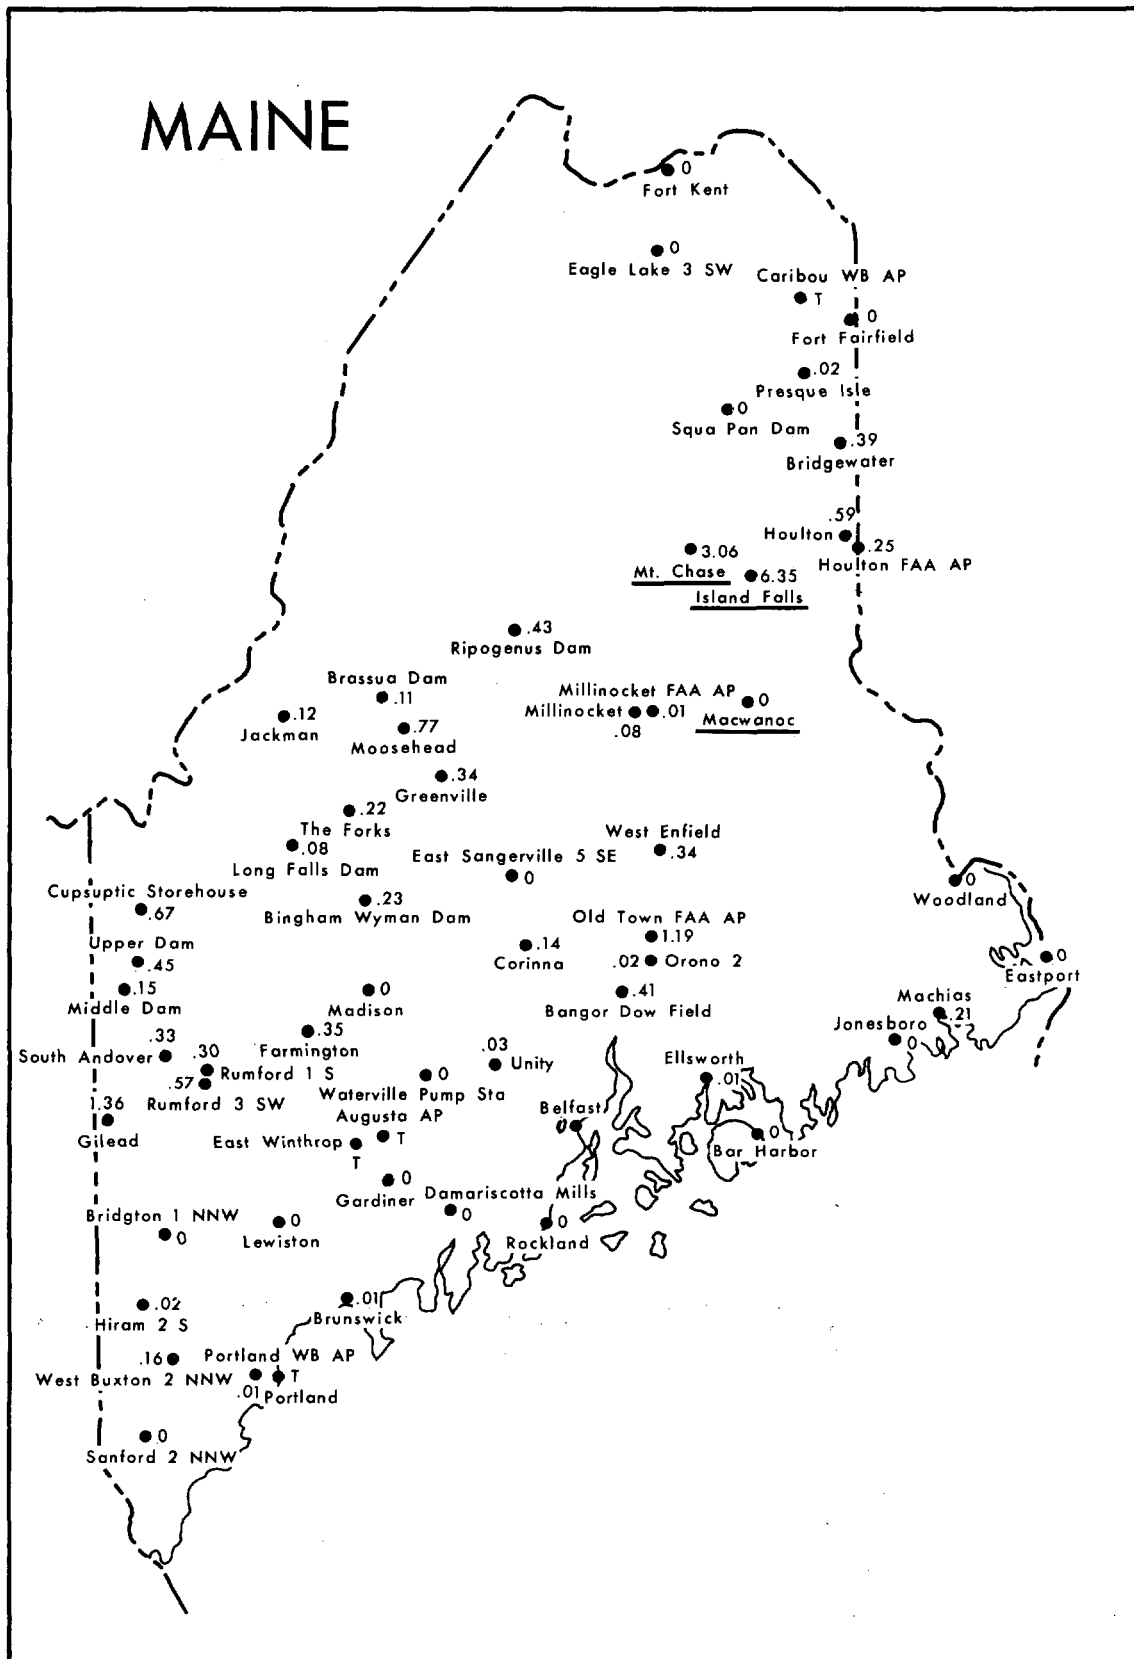 MAINE
0
Fort Kent
0
Eagle Lake 3 SW
Caribou WB AP
T
0
Fort Fairfield
.02
Presque Isle
0
Squa Pan Dam
.39
Bridgewater
.59
Houlton
.25
Houlton FAA AP
3.06
Mt. Chase
6.35
Island Falls
.43
Ripogenus Dam
Brassua Dam
.11
.12
Jackman
.77
Moosehead
Millinocket FAA AP
Millinocket
.01
.08
0
Macwanoc
.34
Greenville
.22
The Forks
.08
Long Falls Dam
East Sangerville 5 SE
0
West Enfield
.34
Cupsuptic Storehouse
.67
.23
Bingham Wyman Dam
0
Woodland
Old Town FAA AP
1.19
.02
Orono 2
Upper Dam
.45
.14
Corinna
0
Eastport
.15
Middle Dam
0
Madison
.41
Bangor Dow Field
Machias
.21
Jonesboro
0
.33
South Andover
.35
Farmington
.30
Rumford 1 S
.57
Rumford 3 SW
.03
Unity
0
Waterville Pump Sta
Ellsworth
.01
1.36
Gilead
Augusta AP
T
East Winthrop
T
Belfast
0
0
Bar Harbor
0
Gardiner
Damariscotta Mills
0
0
Rockland
Bridgton 1 NNW
0
0
Lewiston
.02
Hiram 2 S
.01
Brunswick
.16
West Buxton 2 NNW
Portland WB AP
T
.01
Portland
0
Sanford 2 NNW